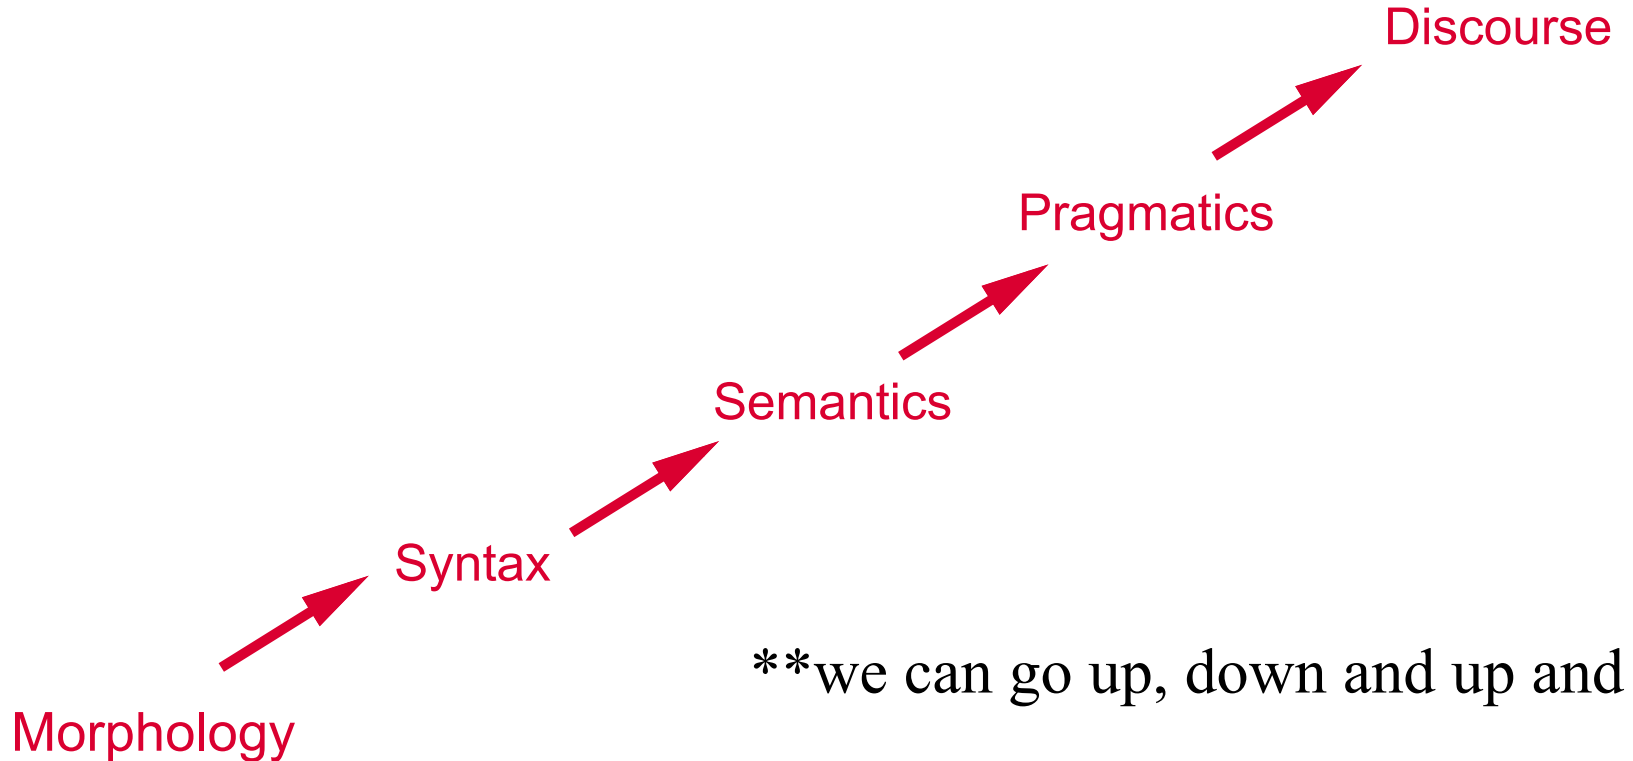 Discourse
Pragmatics
Semantics
Syntax
**we can go up, down and up and
Morphology